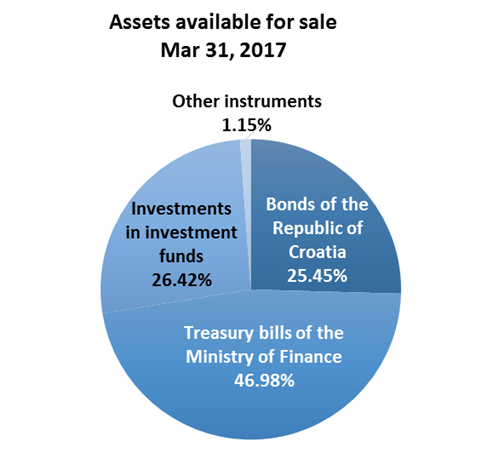 Assets available for sale
Mar 31, 2017
Other instruments
1.15%
Bonds of the
Republic of
Croatia
25.45%
Investments
in investment
funds
26.42%
Treasury bills of the
Ministry of Finance
46.98%